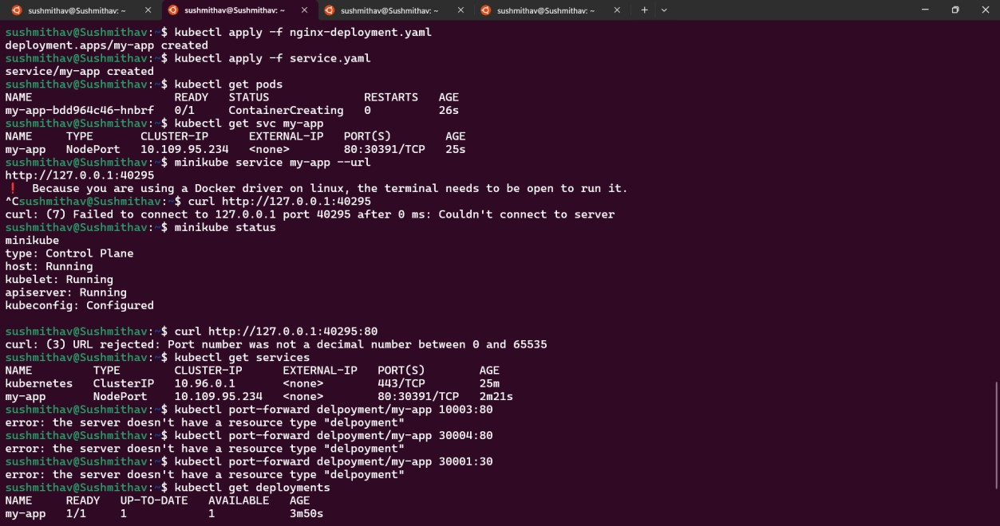 sushmithav@Sushmithav: ~ sushmithav@Sushmithav: ~ sushmithav@Sushmithav: ~ sushmithav@Sushmithav: ~
sushmithav@Sushmithav:~$ kubectl apply -f nginx-deployment.yaml
deployment.apps/my-app created
sushmithav@Sushmithav:~$ kubectl apply -f service.yaml
service/my-app created
sushmithav@Sushmithav:~$ kubectl get pods
NAME READY STATUS RESTARTS AGE
my-app-bdd964c46-hnbrf 0/1 ContainerCreating 0 26s
sushmithav@Sushmithav:~$ kubectl get svc my-app
NAME TYPE CLUSTER-IP EXTERNAL-IP PORT(S) AGE
my-app NodePort 10.109.95.234 <none> 80:30391/TCP 25s
sushmithav@Sushmithav:~$ minikube service my-app --url
http://127.0.0.1:40295
❗ Because you are using a Docker driver on linux, the terminal needs to be open to run it.
^Csushmithav@Sushmithav:~$ curl http://127.0.0.1:40295
curl: (7) Failed to connect to 127.0.0.1 port 40295 after 0 ms: Couldn't connect to server
sushmithav@Sushmithav:~$ minikube status
minikube
type: Control Plane
host: Running
kubelet: Running
apiserver: Running
kubeconfig: Configured
sushmithav@Sushmithav:~$ curl http://127.0.0.1:40295:80
curl: (3) URL rejected: Port number was not a decimal number between 0 and 65535
sushmithav@Sushmithav:~$ kubectl get services
NAME TYPE CLUSTER-IP EXTERNAL-IP PORT(S) AGE
kubernetes ClusterIP 10.96.0.1 <none> 443/TCP 25m
my-app NodePort 10.109.95.234 <none> 80:30391/TCP 2m21s
sushmithav@Sushmithav:~$ kubectl port-forward delpoyment/my-app 10003:80
error: the server doesn't have a resource type "delpoyment"
sushmithav@Sushmithav:~$ kubectl port-forward delpoyment/my-app 30004:80
error: the server doesn't have a resource type "delpoyment"
sushmithav@Sushmithav:~$ kubectl port-forward delpoyment/my-app 30001:30
error: the server doesn't have a resource type "delpoyment"
sushmithav@Sushmithav:~$ kubectl get deployments
NAME READY UP-TO-DATE AVAILABLE AGE
my-app 1/1 1 1 3m50s